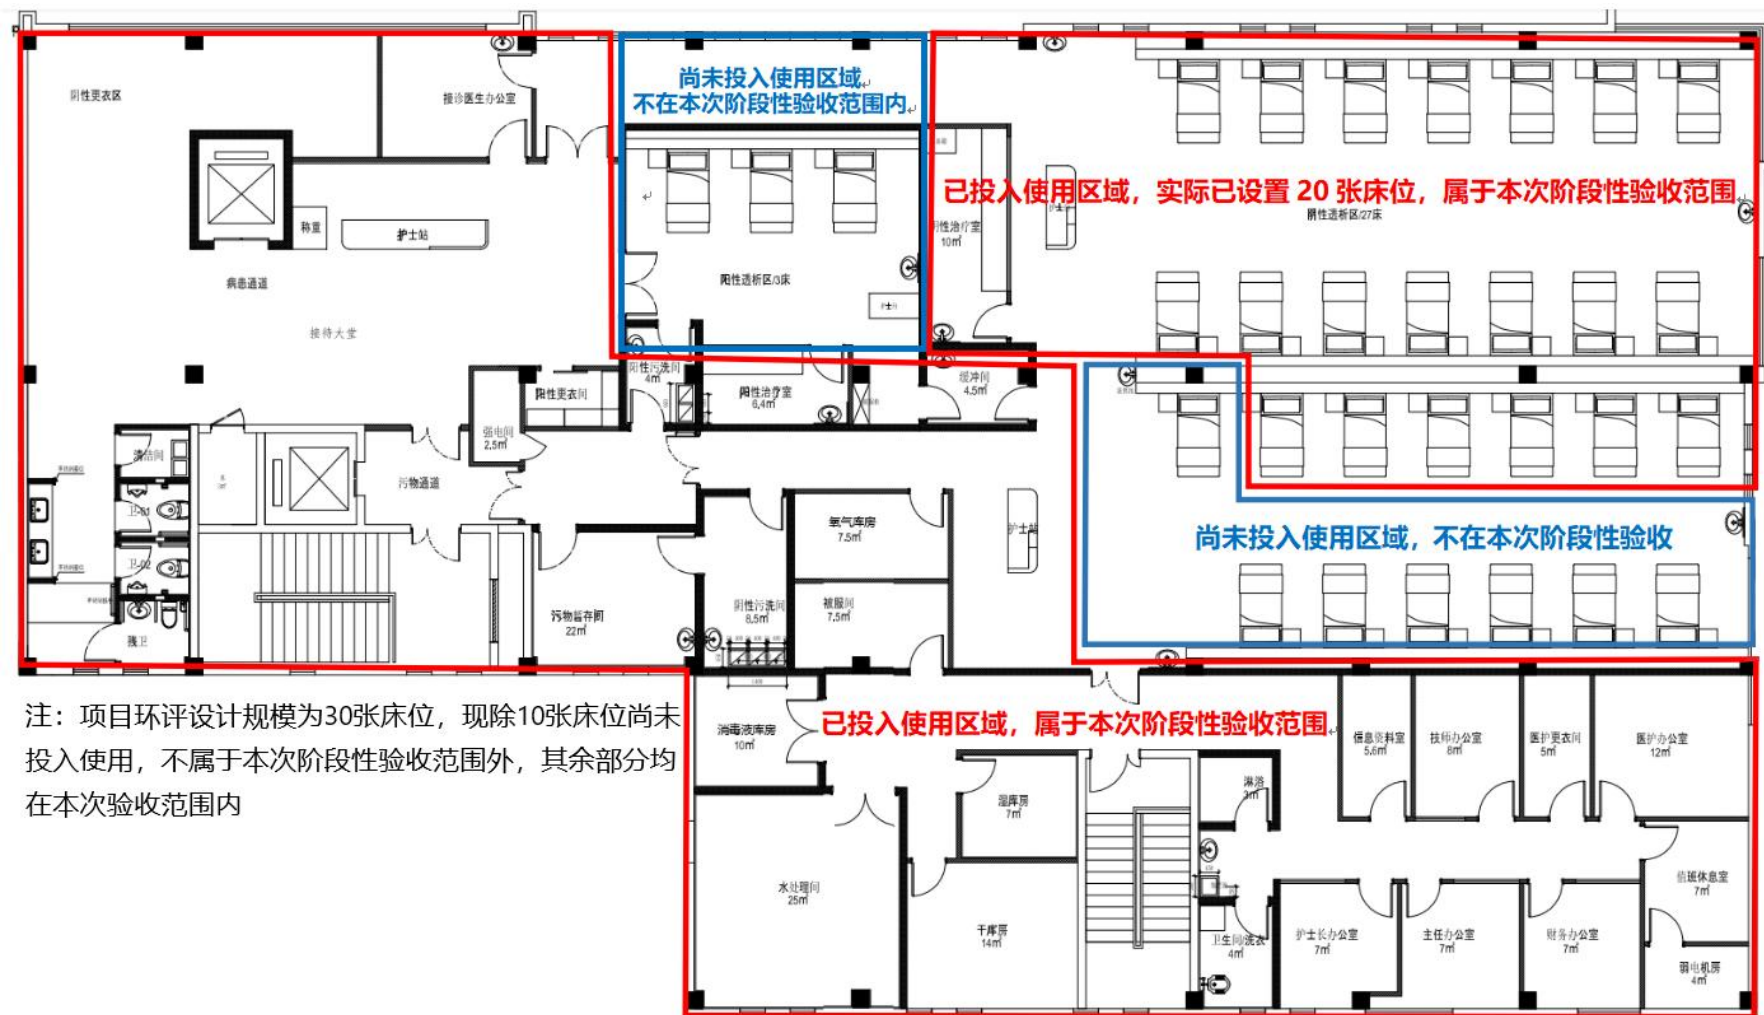 尚未投入使用区域
不在本次阶段性验收范围内
阴性更衣区
接诊医生办公室
已投入使用区域，实际已设置 20 张床位，属于本次阶段性验收范围
阴性透析区/27床
称重
护士站
阴性治疗室
10㎡
病患通道
阳性透析区/3床
护士台
接待大堂
阳性污洗间
4㎡
阳性更衣间
阳性治疗室
6.4㎡
缓冲间
4.5㎡
强电间
2.5㎡
清洁间
污物通道
卫-01
卫-02
残卫
氧气库房
7.5㎡
护士站
尚未投入使用区域，不在本次阶段性验收
污物暂存间
22㎡
阴性污洗间
8.5㎡
被服间
7.5㎡
注：项目环评设计规模为30张床位，现除10张床位尚未
投入使用，不属于本次阶段性验收范围外，其余部分均
在本次验收范围内
消毒液库房
10㎡
已投入使用区域，属于本次阶段性验收范围
信息资料室
5.6㎡
技师办公室
8㎡
医护更衣间
5㎡
医护办公室
12㎡
淋浴
3㎡
湿库房
7㎡
水处理间
25㎡
干库房
14㎡
值班休息室
7㎡
卫生间/洗衣
4㎡
护士长办公室
7㎡
主任办公室
7㎡
财务办公室
7㎡
弱电机房
4㎡